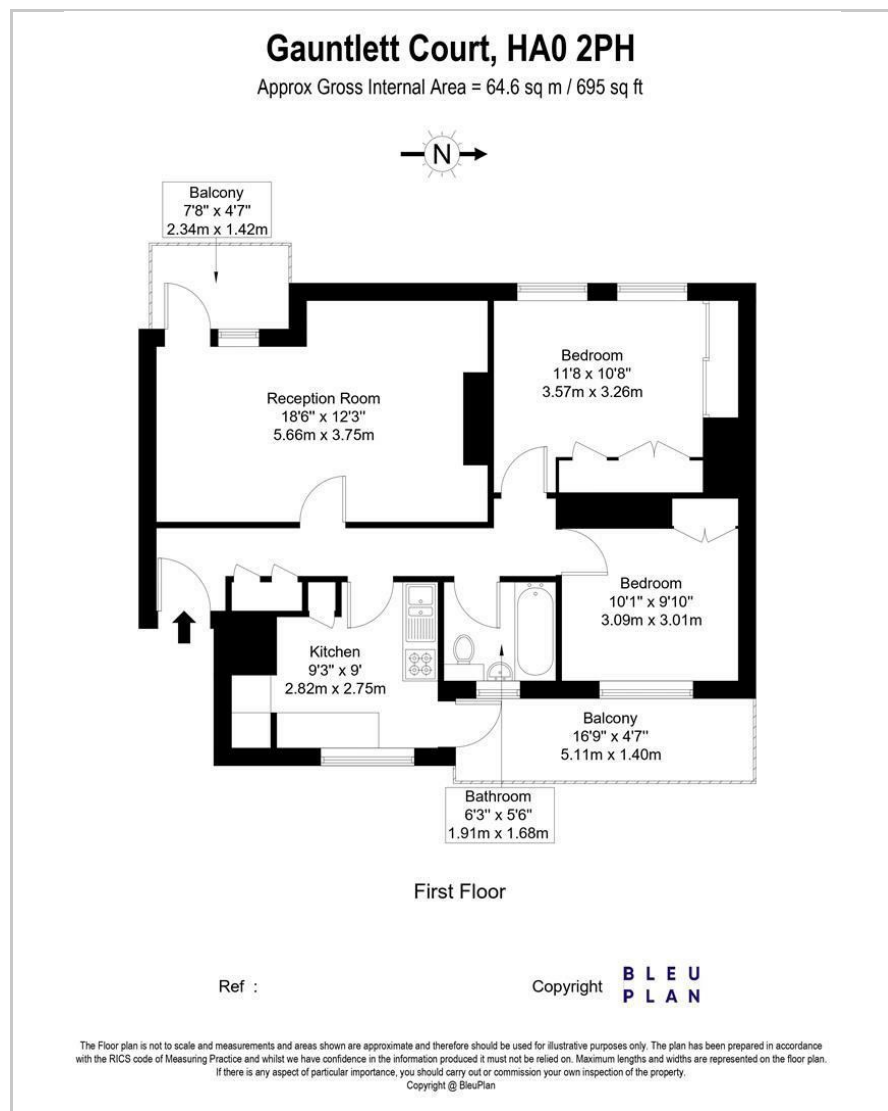 Gauntlett Court, HA0 2PH
Approx Gross Internal Area = 64.6 sq m / 695 sq ft
N
Balcony
7'8" x 4'7"
2.34m x 1.42m
Reception Room
18'6" x 12'3"
5.66m x 3.75m
Bedroom
11'8 x 10'8"
3.57m x 3.26m
Bedroom
10'1" x 9'10"
3.09m x 3.01m
Kitchen
9'3" x 9'
2.82m x 2.75m
Balcony
16'9" x 4'7"
5.11m x 1.40m
Bathroom
6'3" x 5'6"
1.91m x 1.68m
First Floor
Ref :
Copyright
BLEU
PLAN
The Floor plan is not to scale and measurements and areas shown are approximate and therefore should be used for illustrative purposes only. The plan has been prepared in accordance
with the RICS code of Measuring Practice and whilst we have confidence in the information produced it must not be relied on. Maximum lengths and widths are represented on the floor plan.
If there is any aspect of particular importance, you should carry out or commission your own inspection of the property.
Copyright @ BleuPlan